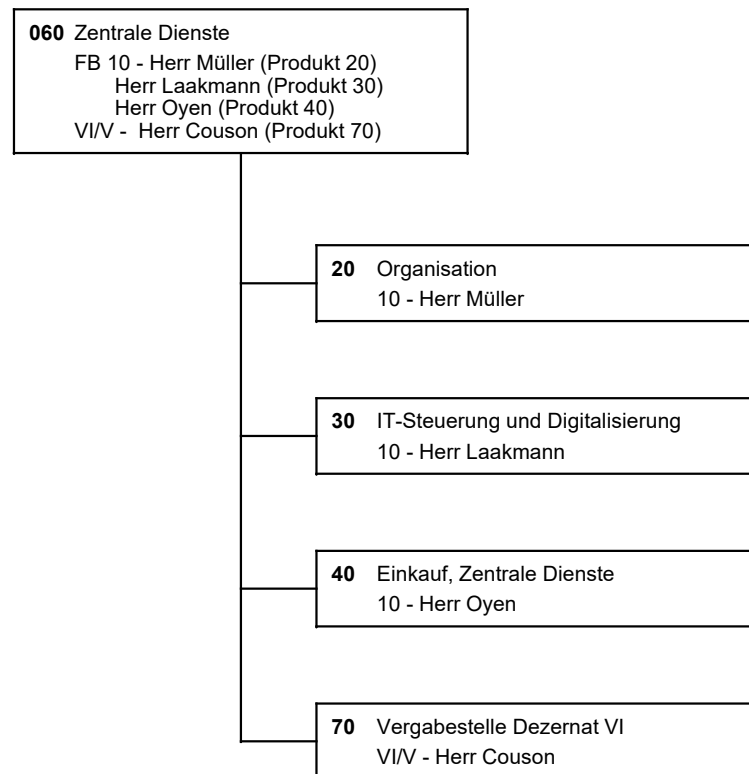 060 Zentrale Dienste
FB 10 - Herr Müller (Produkt 20)
Herr Laakmann (Produkt 30)
Herr Oyen (Produkt 40)
VI/V - Herr Couson (Produkt 70)
20 Organisation
10 - Herr Müller
30 IT-Steuerung und Digitalisierung
10 - Herr Laakmann
40 Einkauf, Zentrale Dienste
10 - Herr Oyen
70 Vergabestelle Dezernat VI
VI/V - Herr Couson